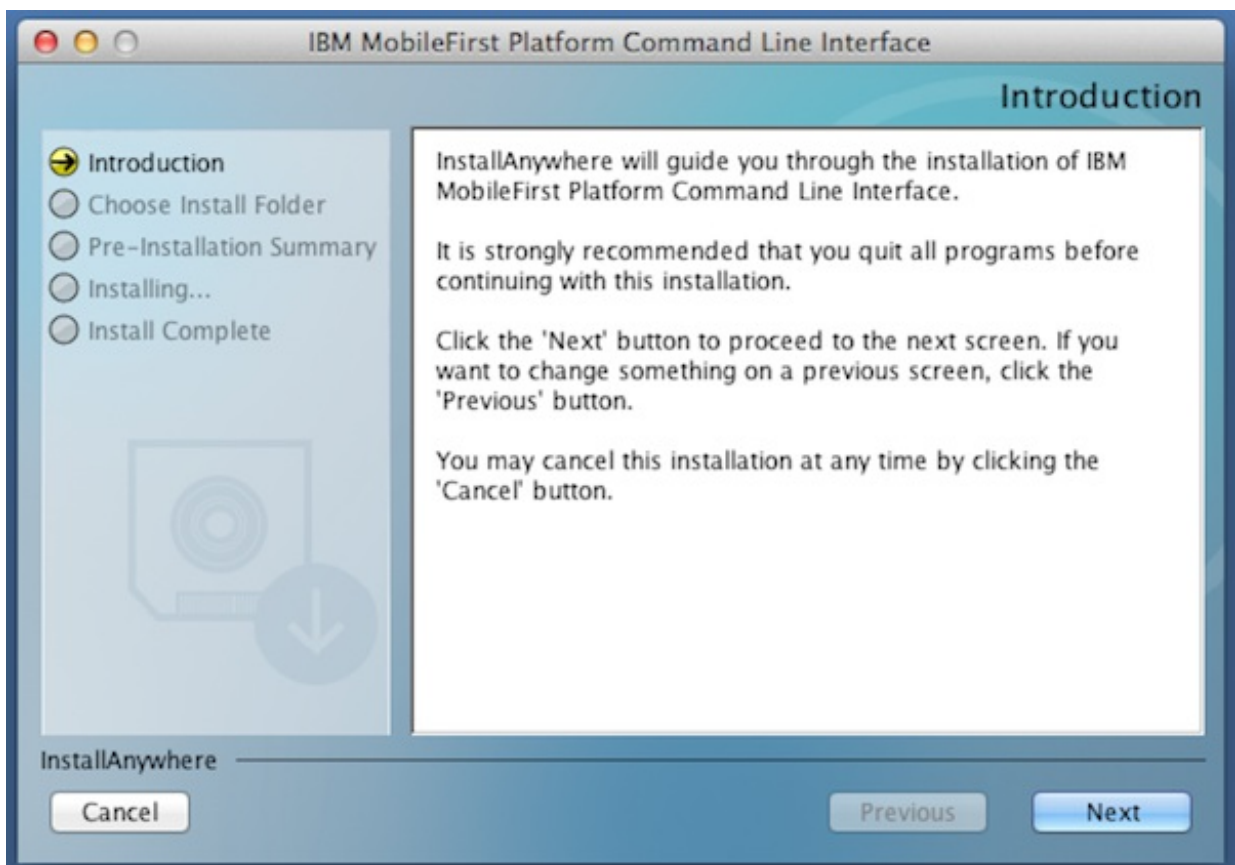 IBM MobileFirst Platform Command Line Interface
Introduction
Introduction
Choose Install Folder
Pre-Installation Summary
Installing...
Install Complete
InstallAnywhere will guide you through the installation of IBM
MobileFirst Platform Command Line Interface.
It is strongly recommended that you quit all programs before
continuing with this installation.
Click the 'Next' button to proceed to the next screen. If you
want to change something on a previous screen, click the
'Previous' button.
You may cancel this installation at any time by clicking the
'Cancel' button.
InstallAnywhere
Cancel
Previous
Next